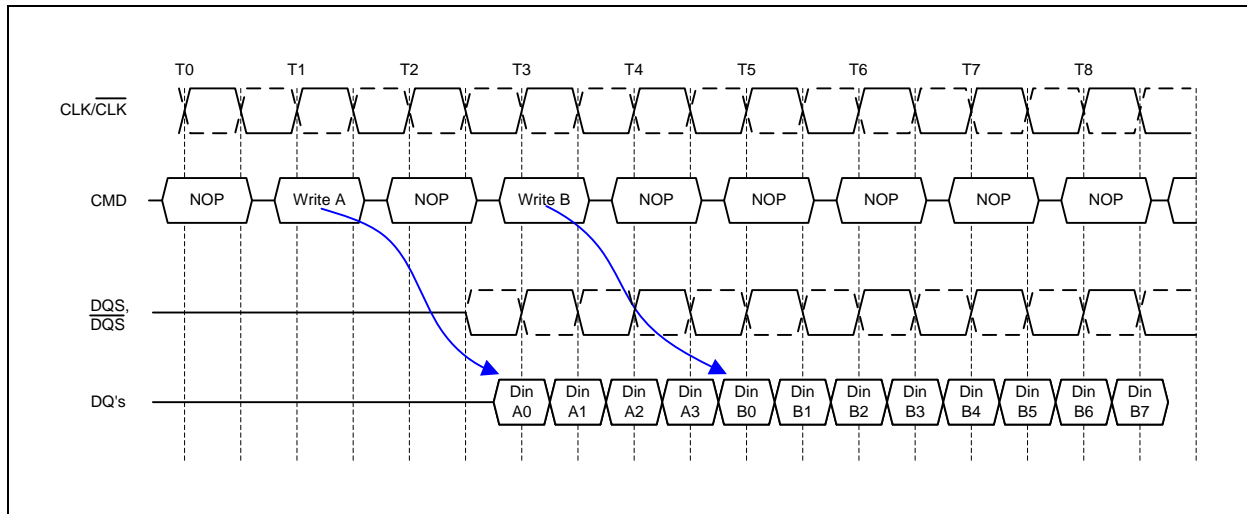 T0 T1 T2 T3 T4 T5 T6 T7 T8
CLK/CLK
CMD NOP Write A NOP Write B NOP NOP NOP NOP NOP
DQS,
DQS
DQ's
Din Din Din Din Din Din Din Din Din Din Din Din
A0 A1 A2 A3 B0 B1 B2 B3 B4 B5 B6 B7